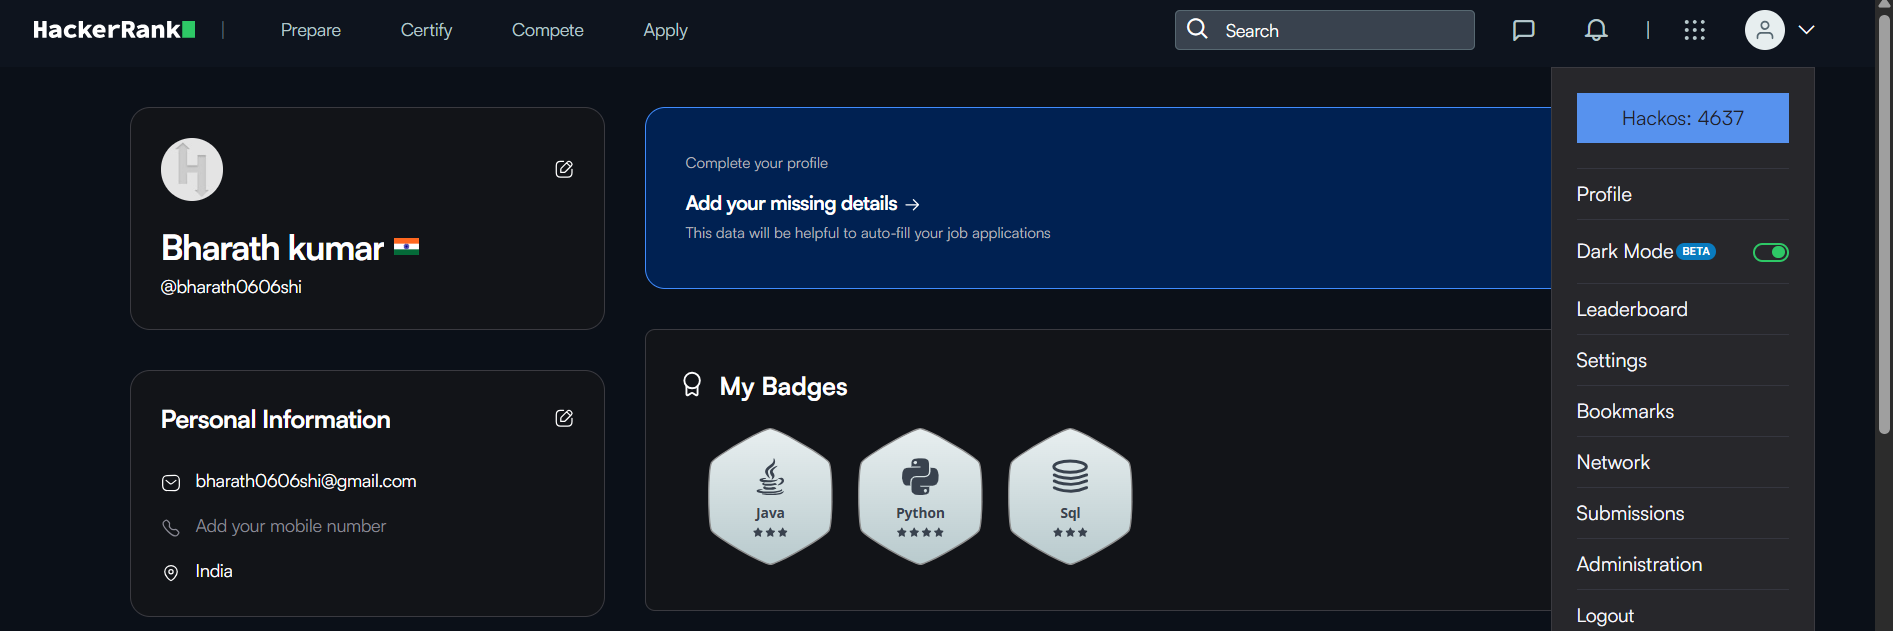 HackerRank | Prepare Certify Compete Apply Search |
Bharath kumar
@bharath0606shi
Personal Information
bharath0606shi@gmail.com
Add your mobile number
India
Complete your profile
Add your missing details →
This data will be helpful to auto-fill your job applications
My Badges
Java
Python
Sql
Hackos: 4637
Profile
Dark Mode BETA
Leaderboard
Settings
Bookmarks
Network
Submissions
Administration
Logout